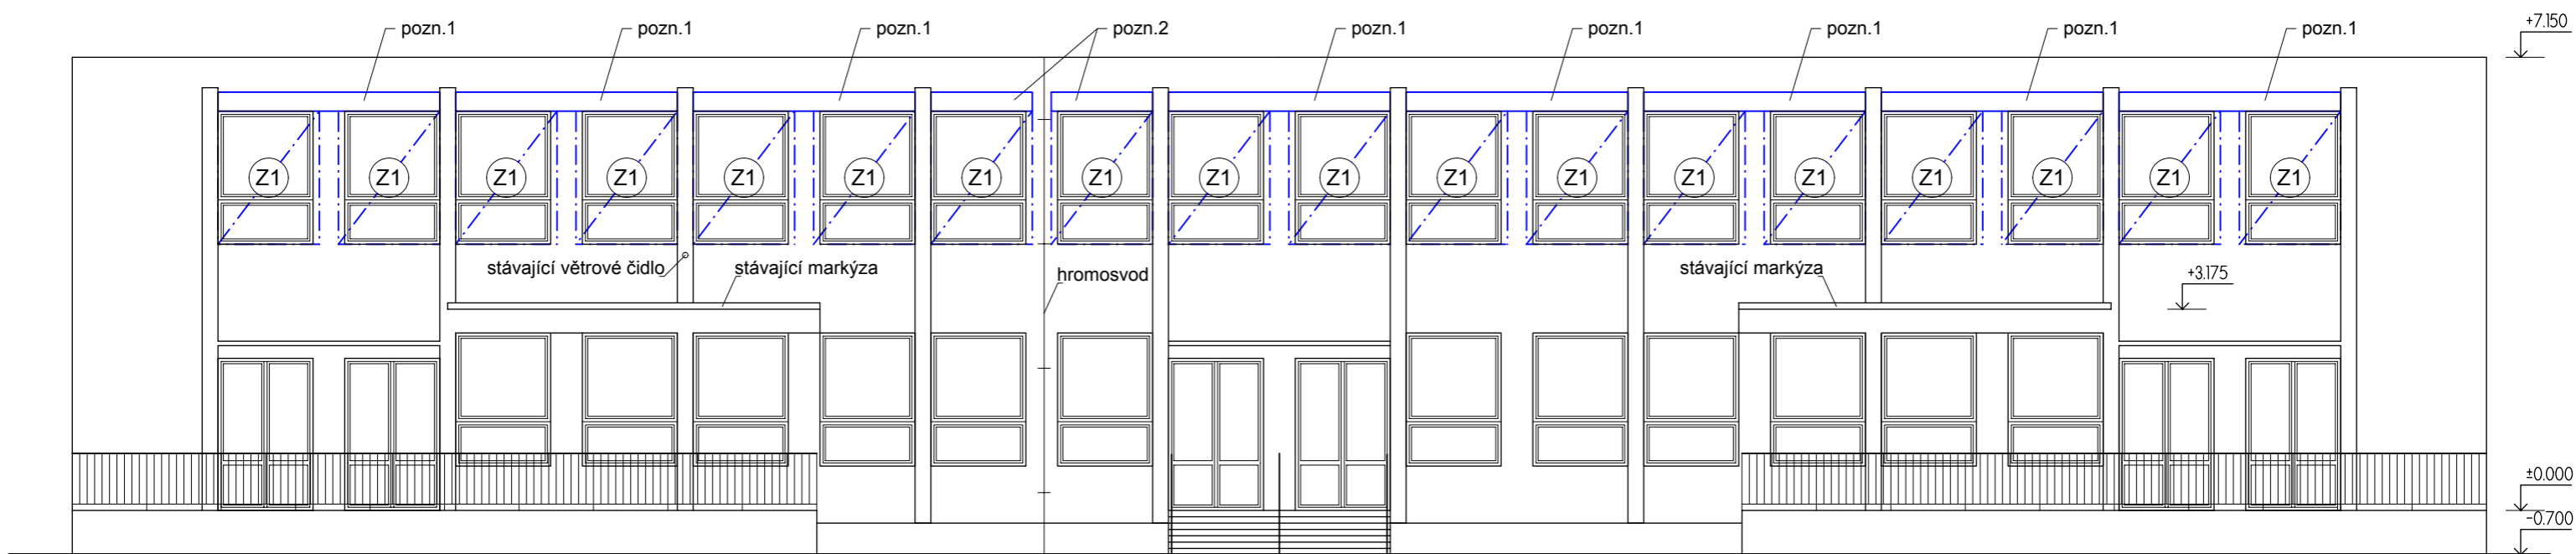 pozn.1 pozn.1 pozn.1 pozn.2 pozn.1 pozn.1 pozn.1 pozn.1 pozn.1 +7.150
Z1 Z1 Z1 Z1 Z1 Z1 Z1 Z1 Z1 Z1 Z1 Z1 Z1 Z1 Z1 Z1 Z1 Z1
stávající větrové čidlo stávající markýza hromosvod stávající markýza +3.175
±0.000
-0.700